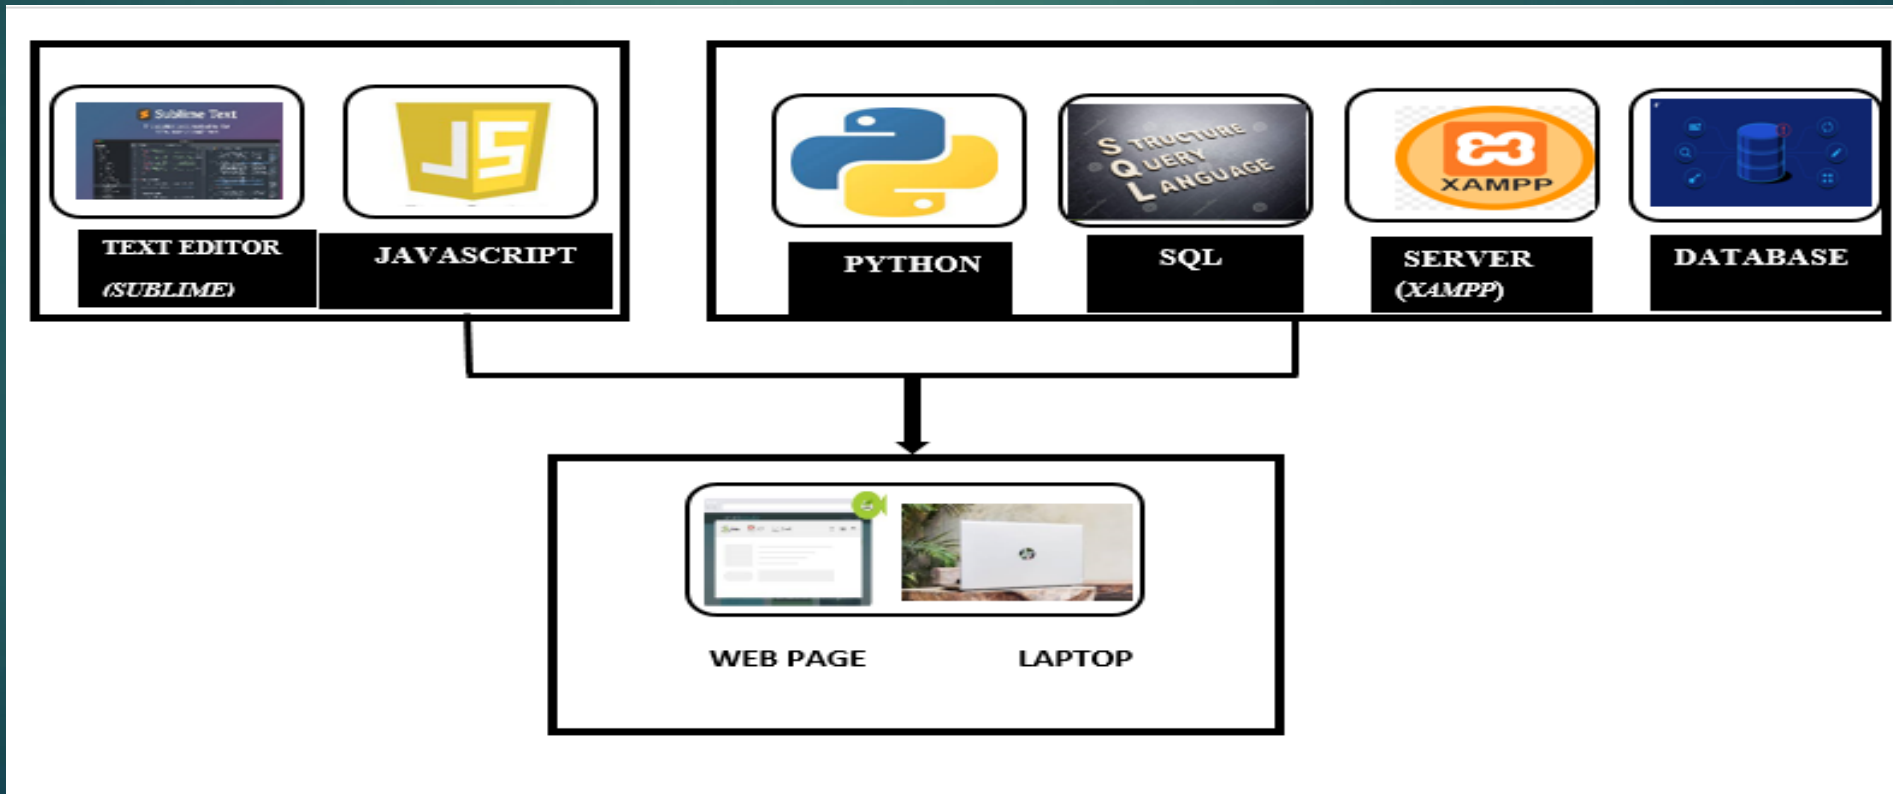 Sublime Text
JS
STRUCTURE
QUERY
LANGUAGE
XAMPP
TEXT EDITOR
(SUBLIME)
JAVASCRIPT
PYTHON
SQL
SERVER
(XAMPP)
DATABASE
WEB PAGE
LAPTOP